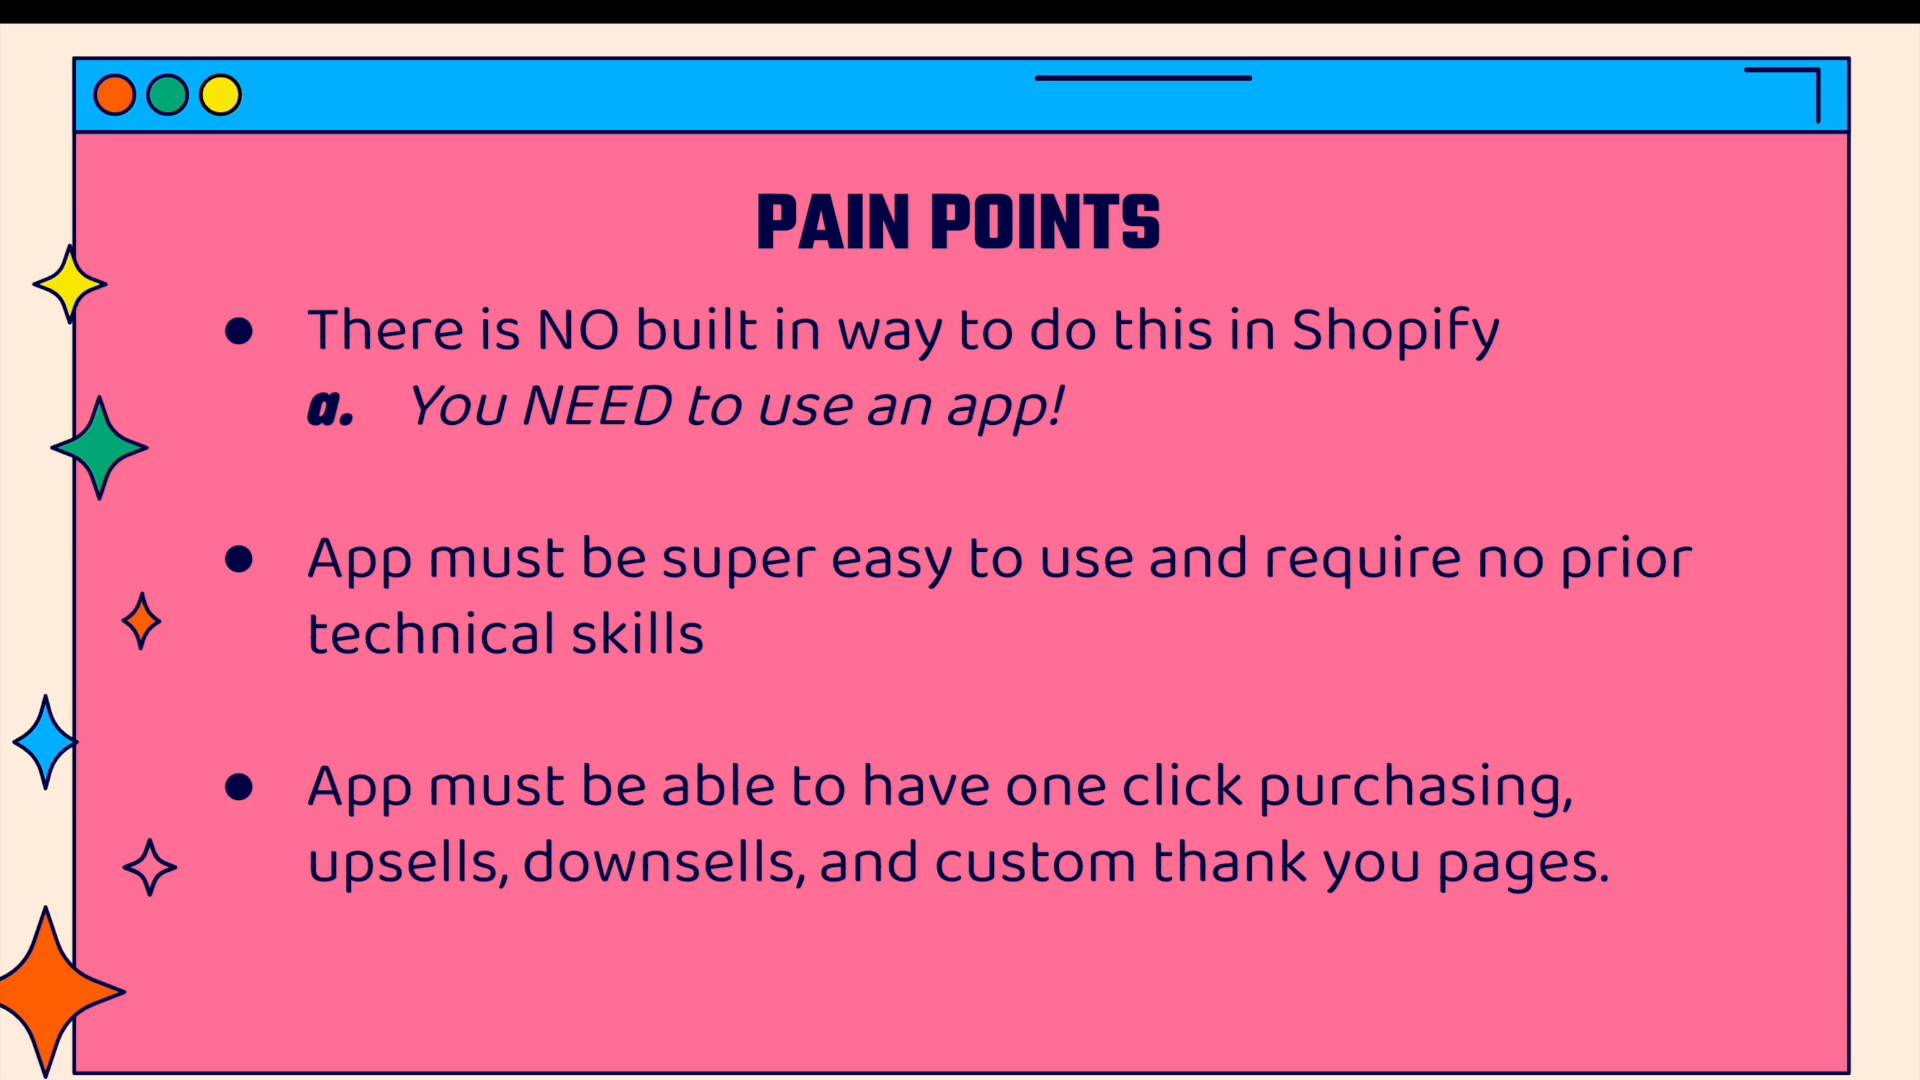 PAIN POINTS
● There is NO built in way to do this in Shopify
a. You NEED to use an app!
● App must be super easy to use and require no prior
technical skills
● App must be able to have one click purchasing,
upsells, downsells, and custom thank you pages.